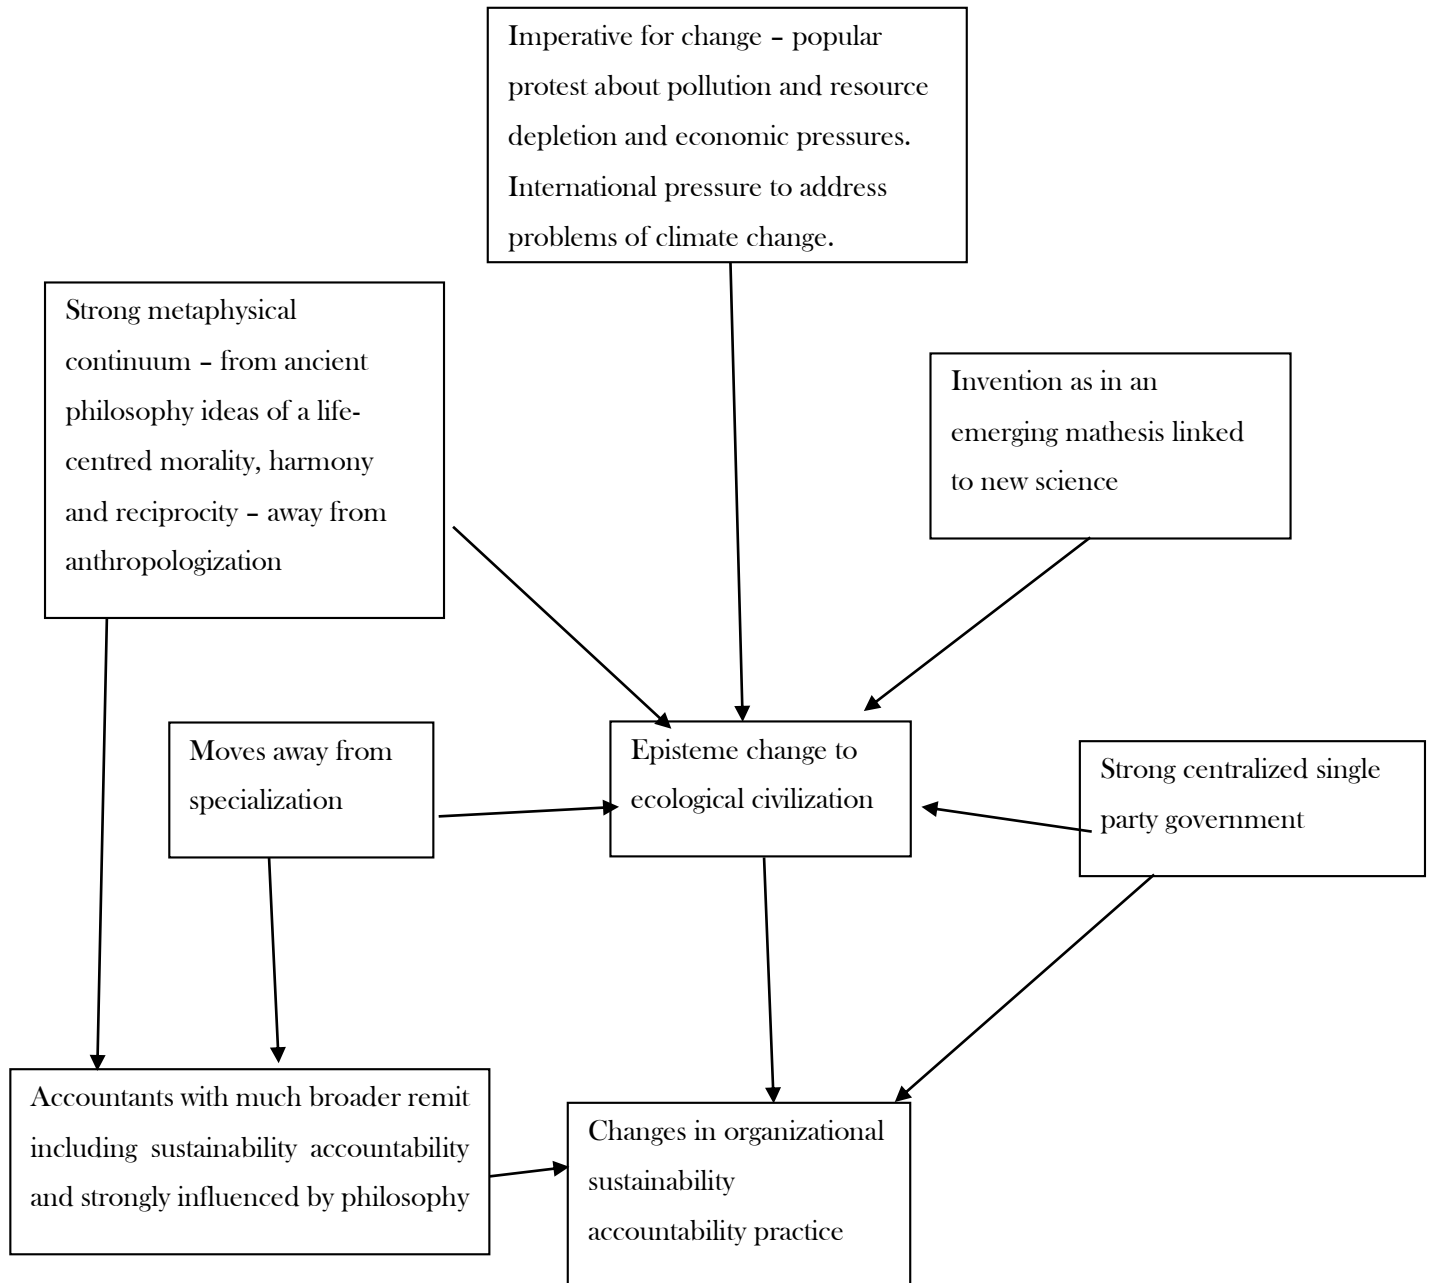 Imperative for change – popular
protest about pollution and resource
depletion and economic pressures.
International pressure to address
problems of climate change.
Strong metaphysical
continuum – from ancient
philosophy ideas of a life-
centred morality, harmony
and reciprocity – away from
anthropologization
Invention as in an
emerging mathesis linked
to new science
Moves away from
specialization
Episteme change to
ecological civilization
Strong centralized single
party government
Accountants with much broader remit
including sustainability accountability
and strongly influenced by philosophy
Changes in organizational
sustainability
accountability practice